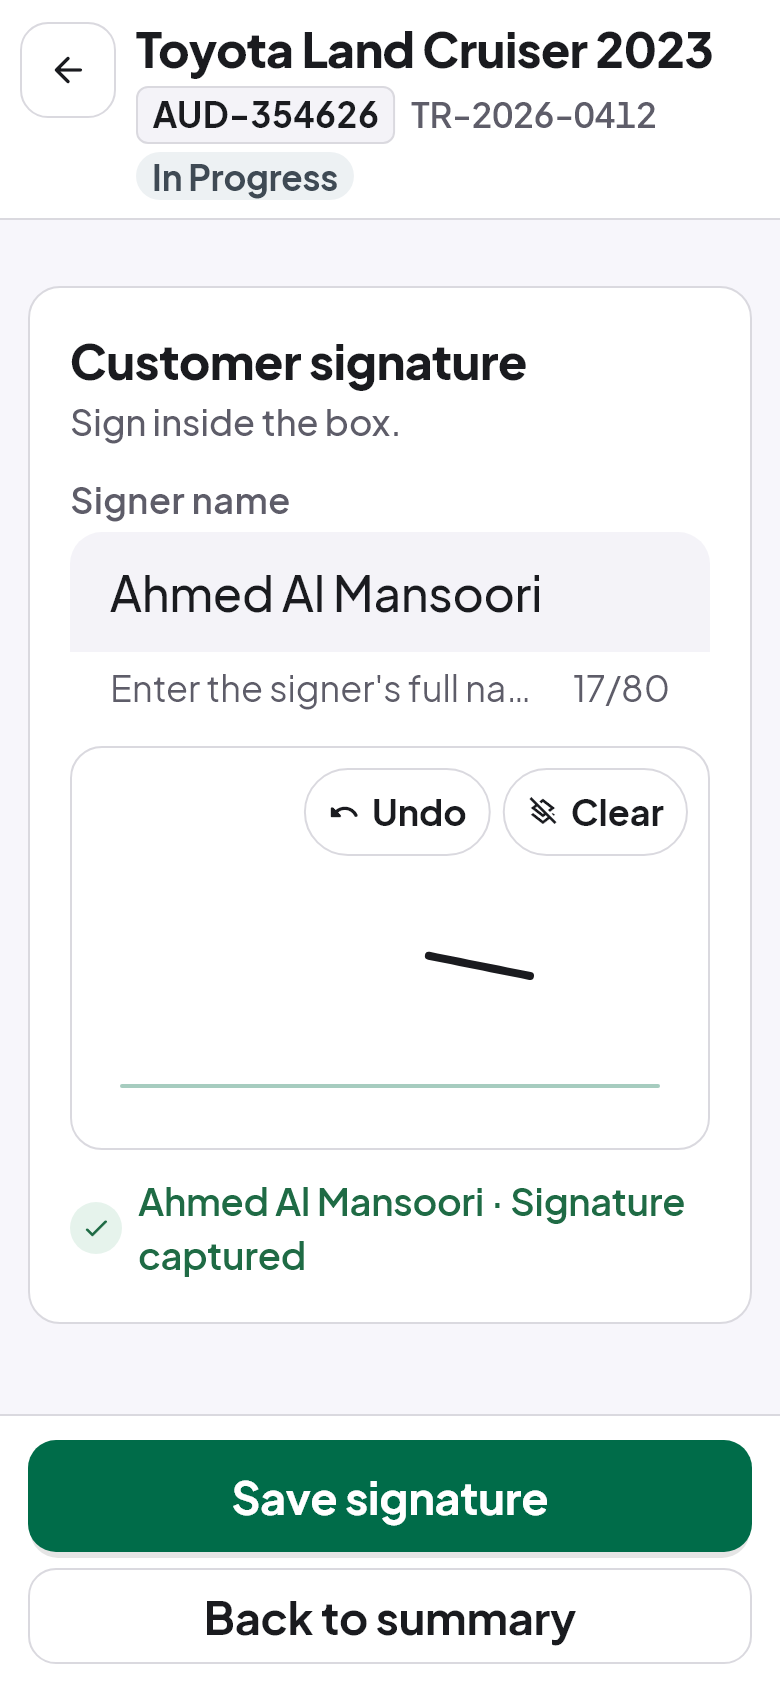 Toyota Land Cruiser 2023
AUD-354626 TR-2026-0412
In Progress
Customer signature
Sign inside the box.
Signer name
Ahmed Al Mansoori
Enter the signer's full na... 17/80
Undo Clear
Ahmed Al Mansoori · Signature
captured
Save signature
Back to summary